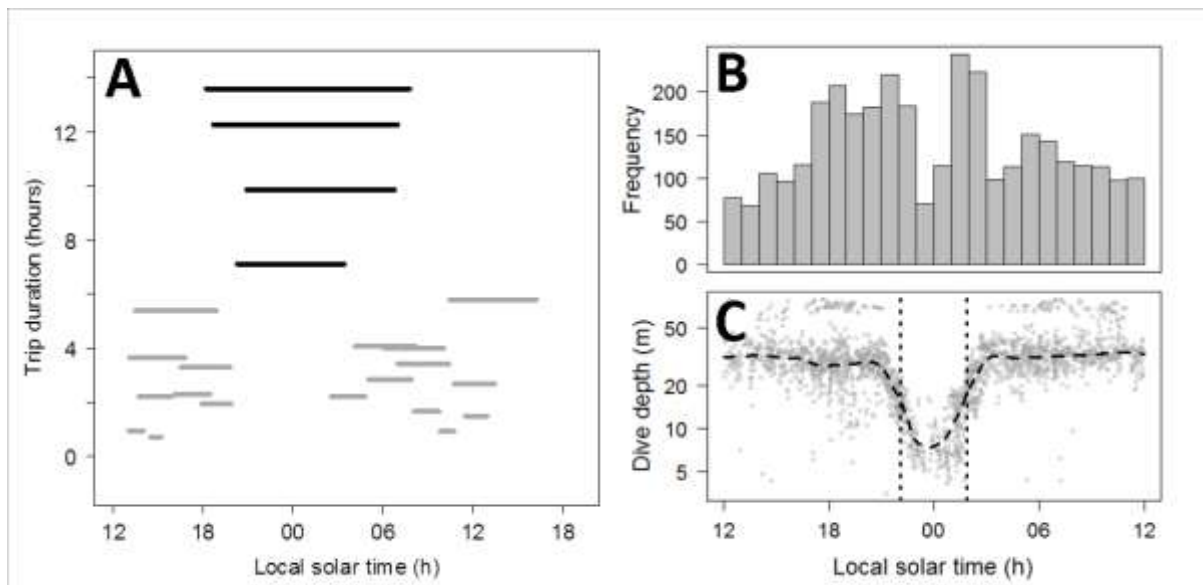 A
Trip duration (hours)
12
8
4
0
12 18 00 06 12 18
Local solar time (h)
B
Frequency
200
150
100
50
0
C
Dive depth (m)
50
20
10
5
12 18 00 06 12
Local solar time (h)